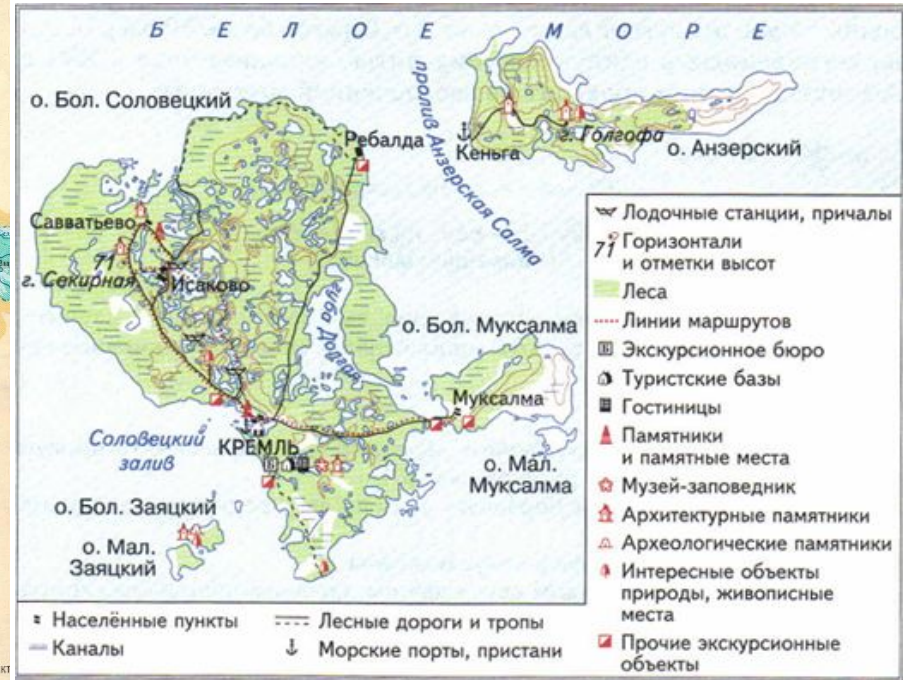 БЕЛОЕ МОРЕ
о. Бол. Соловецкий
пролив Анзерская Салма
Ребалда
Кеньга
г. Голгофа
о. Анзерский
Савватьево
71
г. Секирная
Исаково
губа Долгая
о. Бол. Муксалма
Муксалма
Соловецкий
залив
КРЕМЛЬ
о. Мал.
Муксалма
о. Бол. Заяцкий
о. Мал.
Заяцкий
Лодочные станции, причалы
71 Горизонтали
и отметки высот
Леса
Линии маршрутов
Б Экскурсионное бюро
Туристские базы
Гостиницы
Памятники
и памятные места
Музей-заповедник
Архитектурные памятники
Археологические памятники
Интересные объекты
природы, живописные
места
Прочие экскурсионные
объекты
Населённые пункты
Каналы
Лесные дороги и тропы
Морские порты, пристани